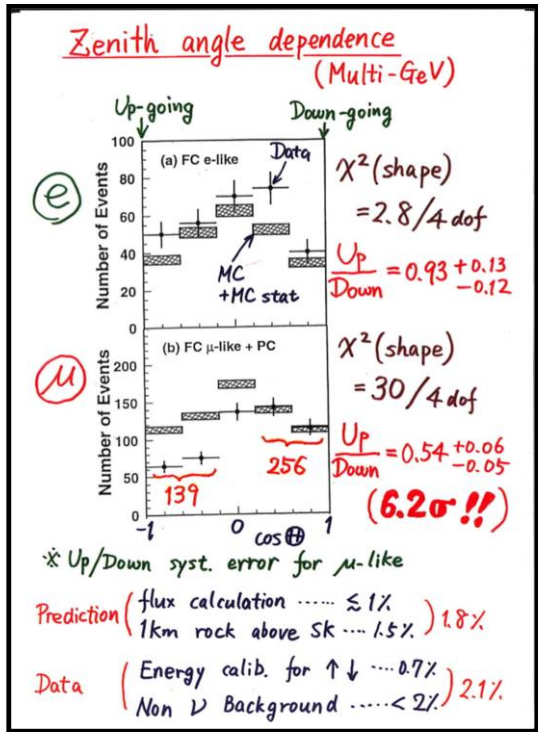 Zenith angle dependence
(Multi-GeV)
Up-going Down-going
100
80
60
40
20
0
Number of Events
(a) FC e-like
Data
MC
+MC stat
e
χ² (shape)
= 2.8/4 dof
Up/Down = 0.93 +0.13 -0.12
200
150
100
50
0
Number of Events
(b) FC μ-like + PC
139
256
μ
χ² (shape)
= 30/4 dof
Up/Down = 0.54 +0.06 -0.05
(6.2σ !!)
-1 0 1
cos Θ
※ Up/Down syst. error for μ-like
Prediction ( flux calculation ...... ≲ 1%
1km rock above SK .... 1.5% ) 1.8%
Data ( Energy calib. for ↑ ↓ .... 0.7%
Non ν Background ..... < 2% ) 2.1%